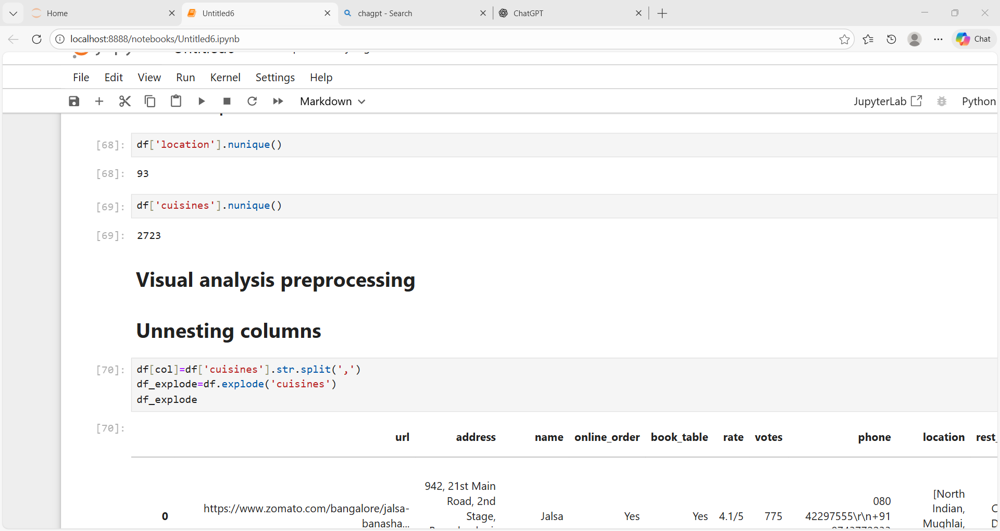 Home
Untitled6
chagpt - Search
ChatGPT
localhost:8888/notebooks/Untitled6.ipynb
Chat
File Edit View Run Kernel Settings Help
Markdown
JupyterLab
Python
[68]: df['location'].nunique()
[68]: 93
[69]: df['cuisines'].nunique()
[69]: 2723
Visual analysis preprocessing
Unnesting columns
[70]: df[col]=df['cuisines'].str.split(',')
df_explode=df.explode('cuisines')
df_explode
[70]:
url address name online_order book_table rate votes phone location rest_
942, 21st Main
Road, 2nd
Stage,
0 https://www.zomato.com/bangalore/jalsa-
banasha...
Jalsa Yes Yes 4.1/5 775
080
42297555\r\n+91
[North
Indian,
Mughlai,